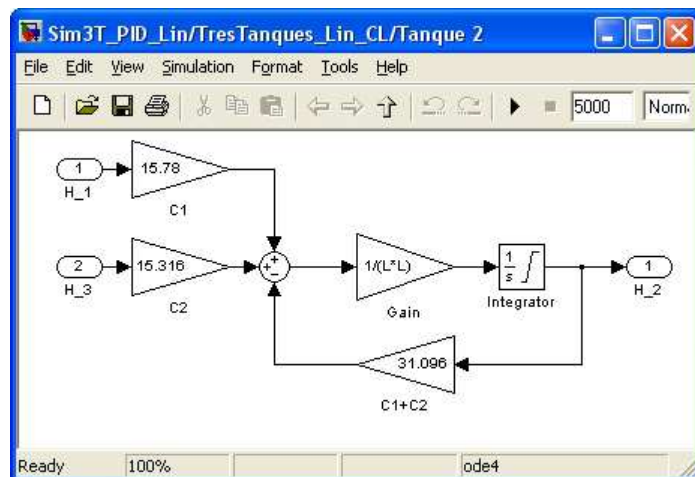 Sim3T_PID_Lin/TresTanques_Lin_CL/Tanque 2
File Edit View Simulation Format Tools Help
5000 Norm
1
H_1
15.78
C1
2
H_3
15.316
C2
+
+
−
1/(L*L)
Gain
1
s
Integrator
1
H_2
31.096
C1+C2
Ready 100% ode4